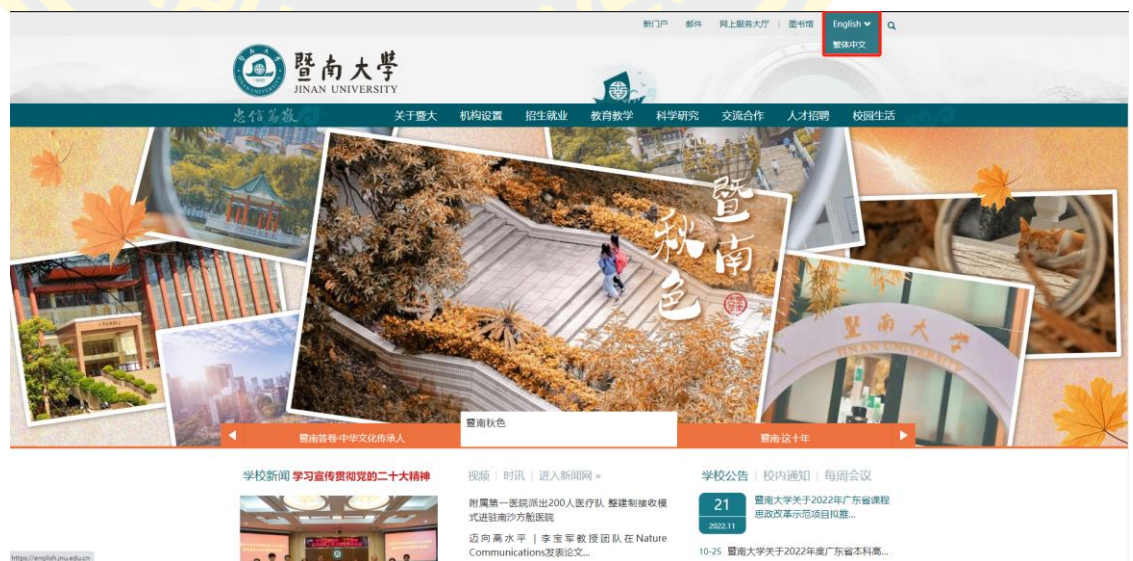 新门户 邮件 网上服务大厅 | 图书馆 English
繁体中文
暨南大學
JINAN UNIVERSITY
1906
忠信笃敬
关于暨大 机构设置 招生就业 教育教学 科学研究 交流合作 人才招聘 校园生活
暨南
秋色
暨南大学
JINAN UNIVERSITY
暨南答卷·中华文化传承人
暨南秋色
暨南·这十年
学校新闻 学习宣传贯彻党的二十大精神
视频 | 时讯 | 进入新闻网 »
附属第一医院派出200人医疗队 整建制接收模
式进驻南沙方舱医院
迈向高水平 | 李宝军教授团队在Nature
Communications发表论文...
学校公告 | 校内通知 | 每周会议
21
2022.11
暨南大学关于2022年广东省课程
思政改革示范项目拟推...
10-25 暨南大学关于2022年度广东省本科高...
https://english.jnu.edu.cn